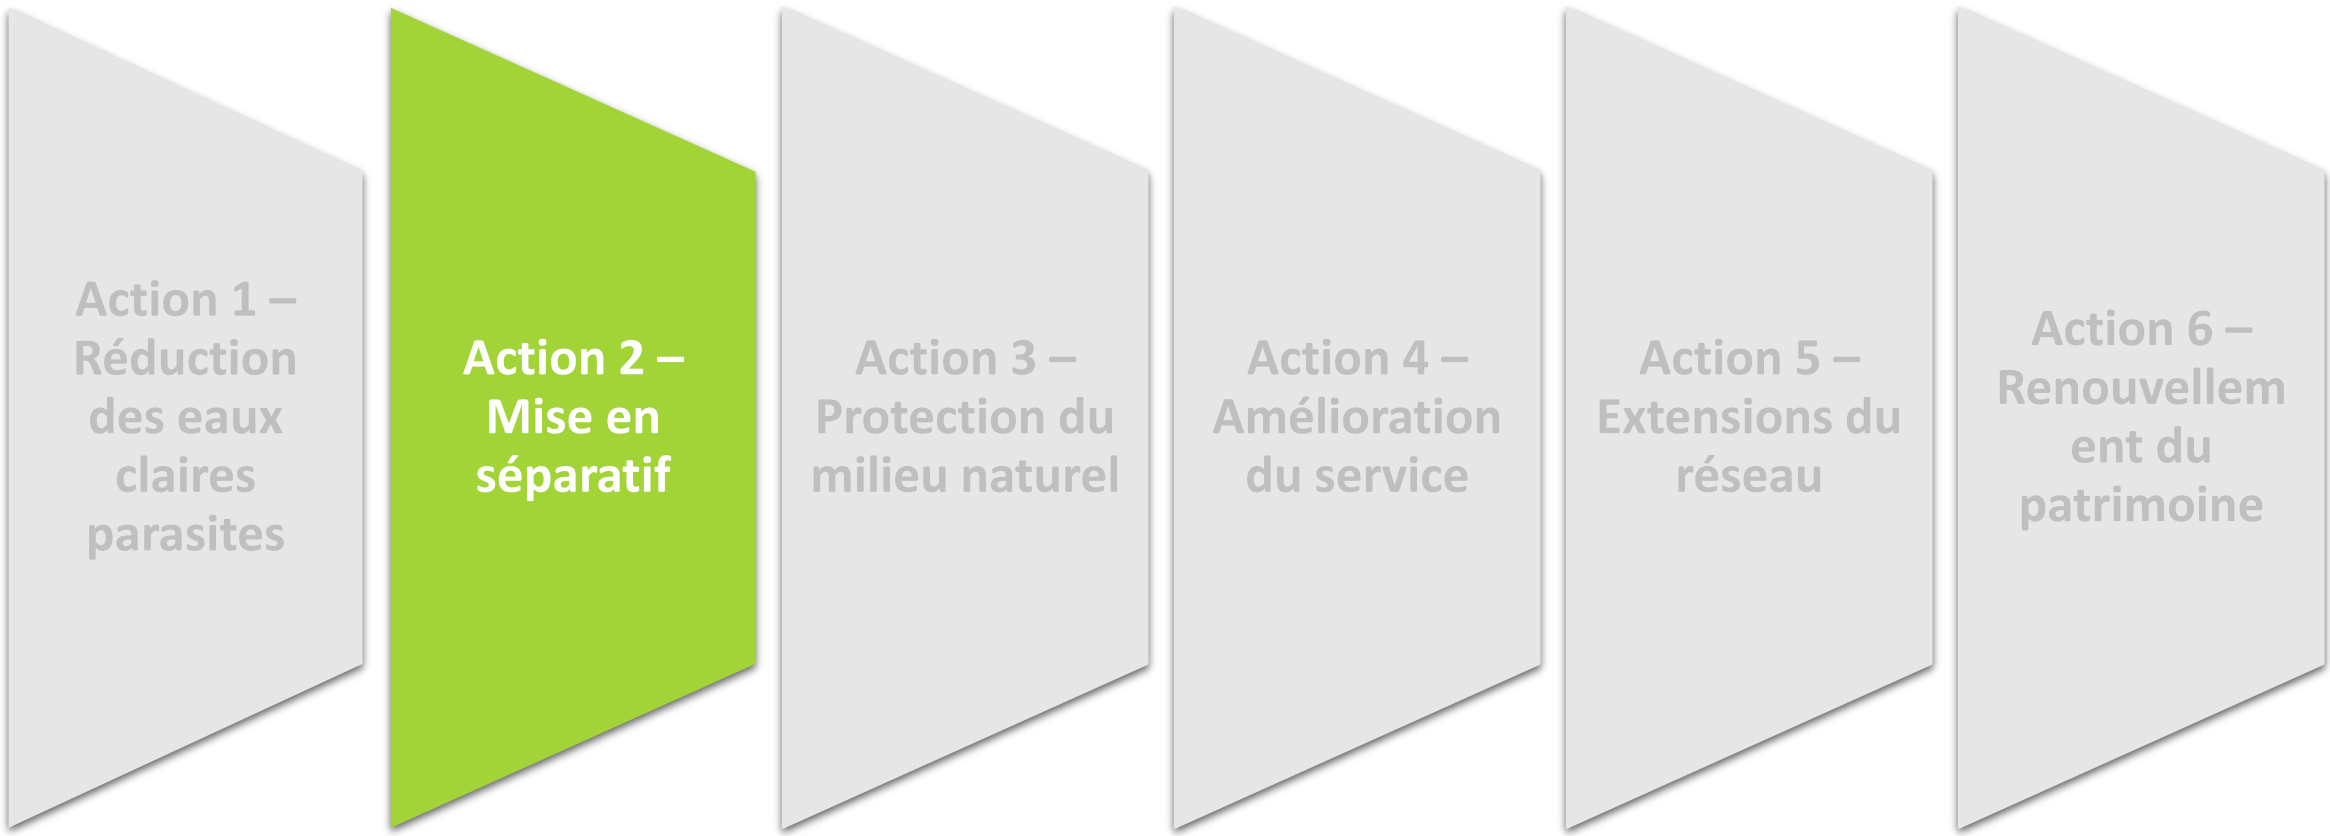 Action 1 –
Réduction
des eaux
claires
parasites
Action 2 –
Mise en
séparatif
Action 3 –
Protection du
milieu naturel
Action 4 –
Amélioration
du service
Action 5 –
Extensions du
réseau
Action 6 –
Renouvellem
ent du
patrimoine